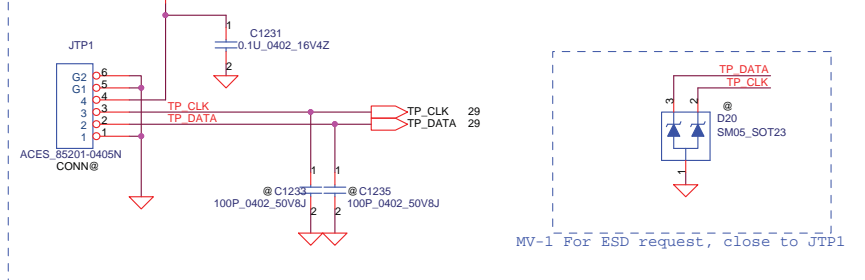 1
C1231
0.1U_0402_16V4Z
2
JTP1
G2 6
G1 5
4 4
3 3
2 2
1 1
TP_CLK
TP_DATA
TP_CLK 29
TP_DATA 29
ACES_85201-0405N
CONN@
1 1
@ C1233
@ C1235
100P_0402_50V8J
100P_0402_50V8J
2 2
TP_DATA
TP_CLK
3 2
@
D20
SM05_SOT23
1
MV-1 For ESD request, close to JTP1